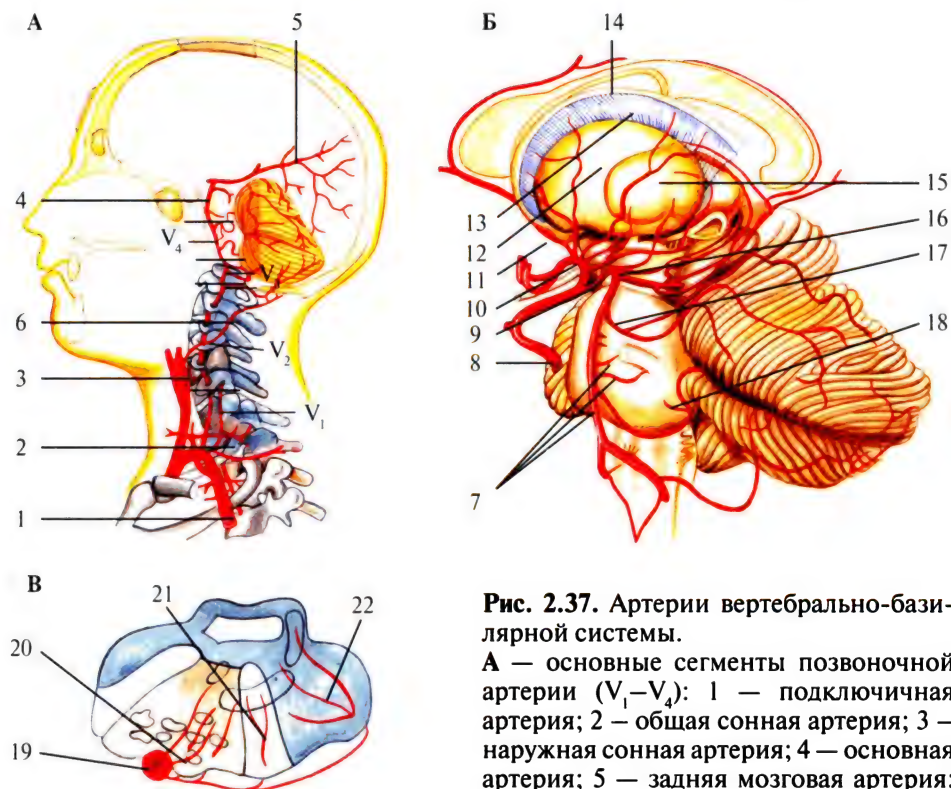 А
5
4
V₄
V₃
6
V₂
3
V₁
2
1
Б
14
13
12
11
10
9
8
7
15
16
17
18
В
21
22
20
19
Рис. 2.37. Артерии вертебрально-бази-
лярной системы.
А — основные сегменты позвоночной
артерии (V₁—V₄): 1 — подключичная
артерия; 2 — общая сонная артерия; 3 —
наружная сонная артерия; 4 — основная
артерия; 5 — задняя мозговая артерия;